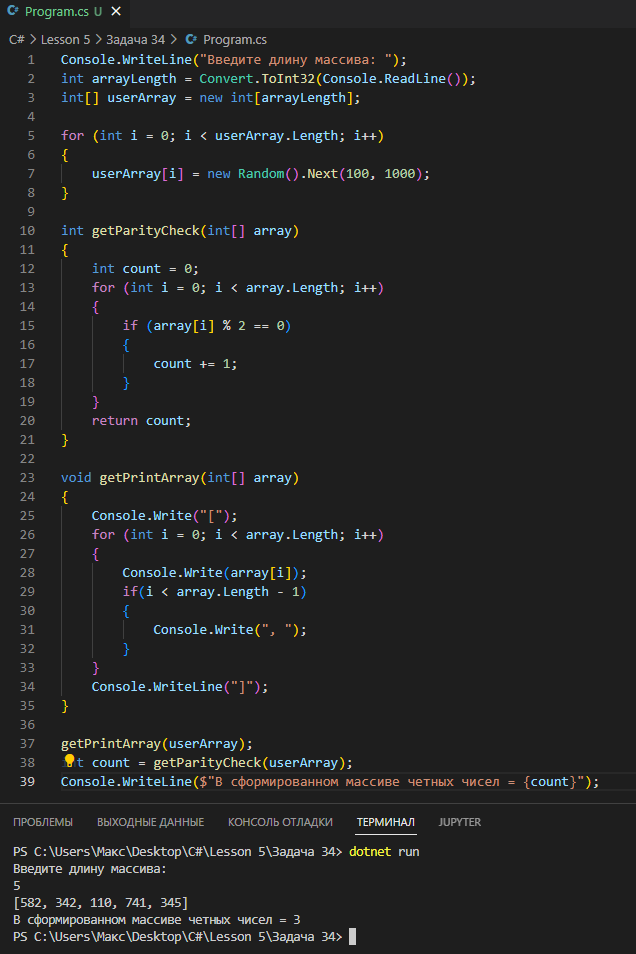 Program.cs U
C# > Lesson 5 > Задача 34 > Program.cs
1 Console.WriteLine("Введите длину массива: ");
2 int arrayLength = Convert.ToInt32(Console.ReadLine());
3 int[] userArray = new int[arrayLength];
4
5 for (int i = 0; i < userArray.Length; i++)
6 {
7     userArray[i] = new Random().Next(100, 1000);
8 }
9
10 int getParityCheck(int[] array)
11 {
12     int count = 0;
13     for (int i = 0; i < array.Length; i++)
14     {
15         if (array[i] % 2 == 0)
16         {
17             count += 1;
18         }
19     }
20     return count;
21 }
22
23 void getPrintArray(int[] array)
24 {
25     Console.Write("[");
26     for (int i = 0; i < array.Length; i++)
27     {
28         Console.Write(array[i]);
29         if(i < array.Length - 1)
30         {
31             Console.Write(", ");
32         }
33     }
34     Console.WriteLine("]");
35 }
36
37 getPrintArray(userArray);
38 int count = getParityCheck(userArray);
39 Console.WriteLine($"В сформированном массиве четных чисел = {count}");
ПРОБЛЕМЫ ВЫХОДНЫЕ ДАННЫЕ КОНСОЛЬ ОТЛАДКИ ТЕРМИНАЛ JUPYTER
PS C:\Users\Макс\Desktop\C#\Lesson 5\Задача 34> dotnet run
Введите длину массива:
5
[582, 342, 110, 741, 345]
В сформированном массиве четных чисел = 3
PS C:\Users\Макс\Desktop\C#\Lesson 5\Задача 34>